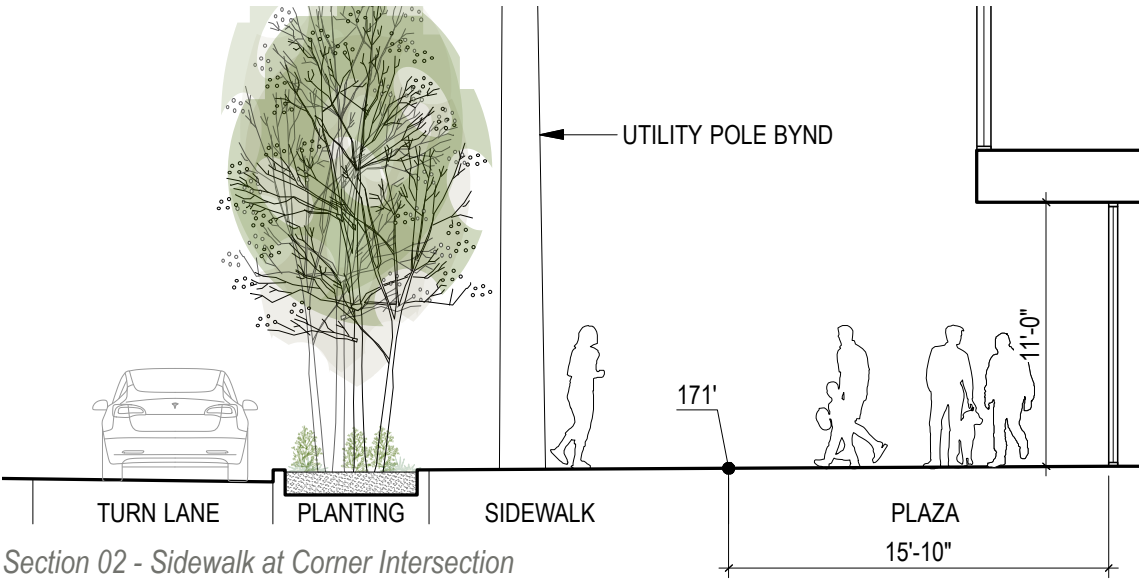 UTILITY POLE BYND
11'-0"
171'
TURN LANE
PLANTING
SIDEWALK
PLAZA
15'-10"
Section 02 - Sidewalk at Corner Intersection